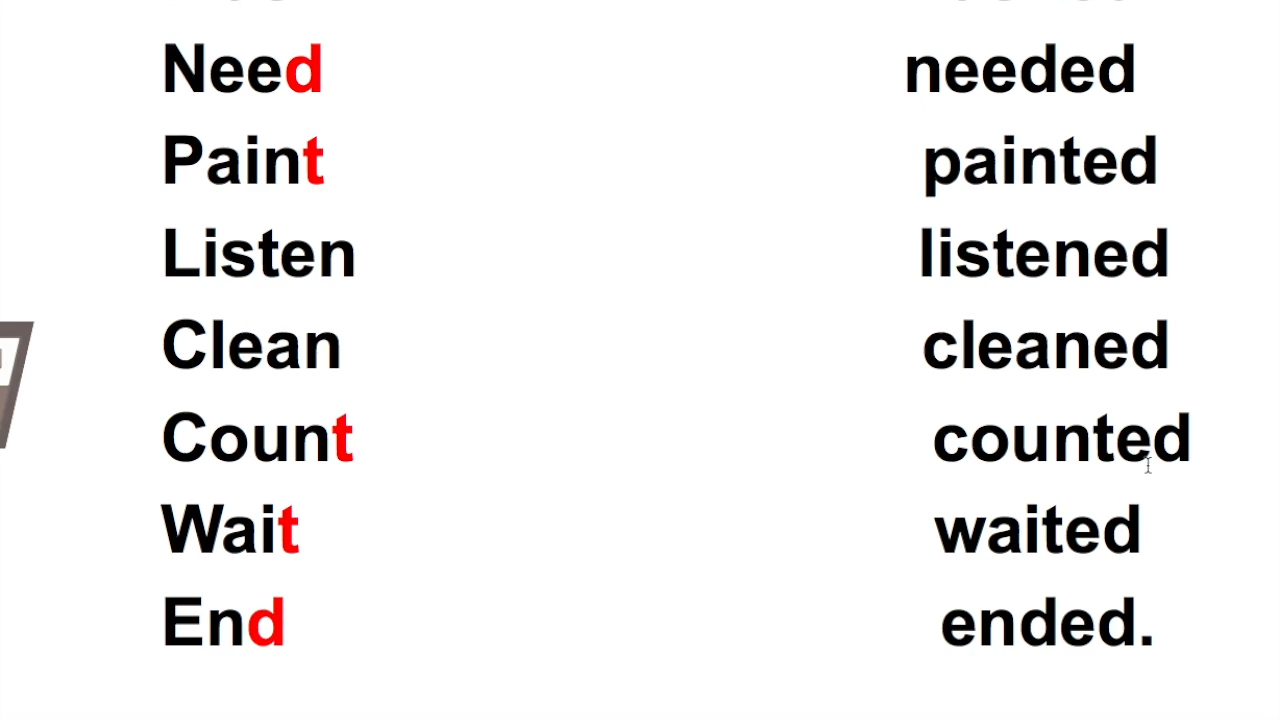 Need needed
Paint painted
Listen listened
Clean cleaned
Count counted
Wait waited
End ended.